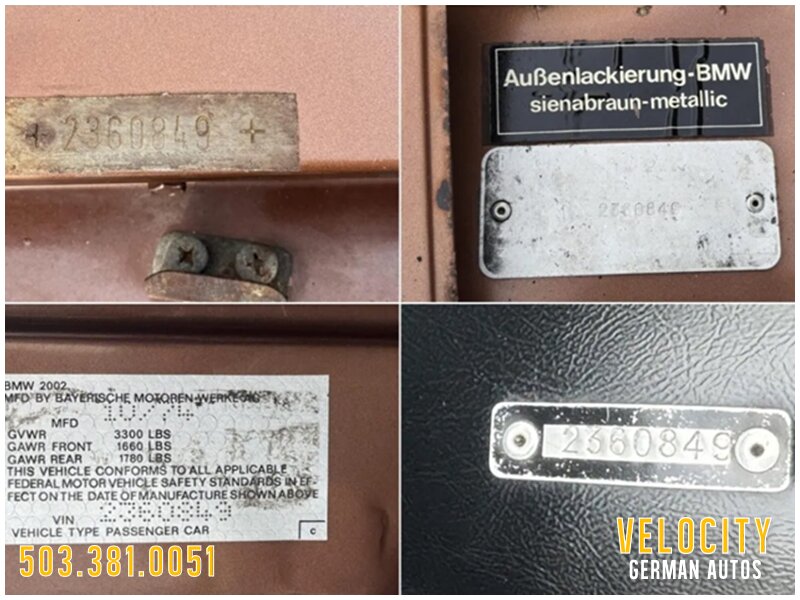 + 2360849 +
Außenlackierung-BMW
sienabraun-metallic
2360849
BMW 2002
MFD BY BAYERISCHE MOTOREN-WERKE
MFD 10/74
GVWR 3300 LBS
GAWR FRONT 1660 LBS
GAWR REAR 1780 LBS
THIS VEHICLE CONFORMS TO ALL APPLICABLE
FEDERAL MOTOR VEHICLE SAFETY STANDARDS IN EF-
FECT ON THE DATE OF MANUFACTURE SHOWN ABOVE
VIN 2360849
VEHICLE TYPE PASSENGER CAR
C
503.381.0051
2360849
VELOCITY
GERMAN AUTOS